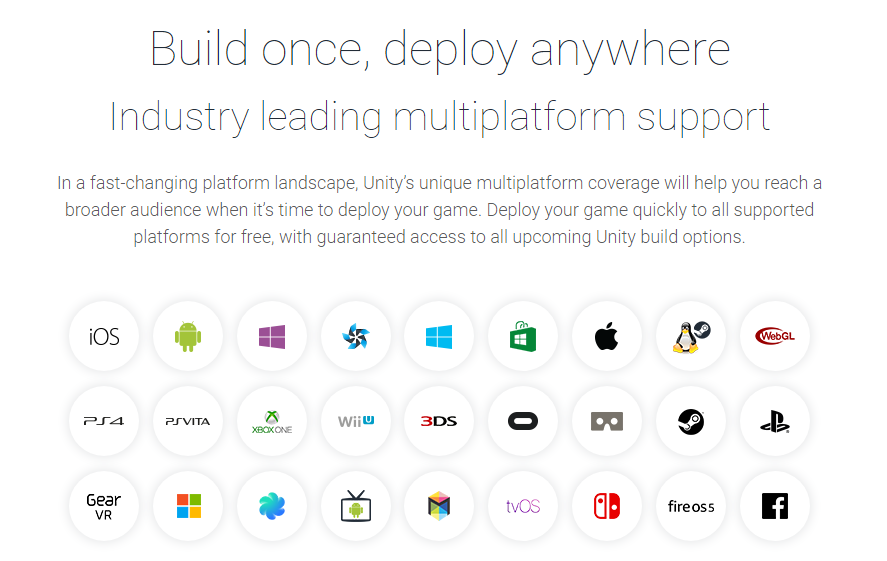 Build once, deploy anywhere
Industry leading multiplatform support
In a fast-changing platform landscape, Unity's unique multiplatform coverage will help you reach a
broader audience when it's time to deploy your game. Deploy your game quickly to all supported
platforms for free, with guaranteed access to all upcoming Unity build options.
iOS WebGL
PS4 PSVITA XBOX ONE Wii U 3DS
Gear tvOS fireos5
VR